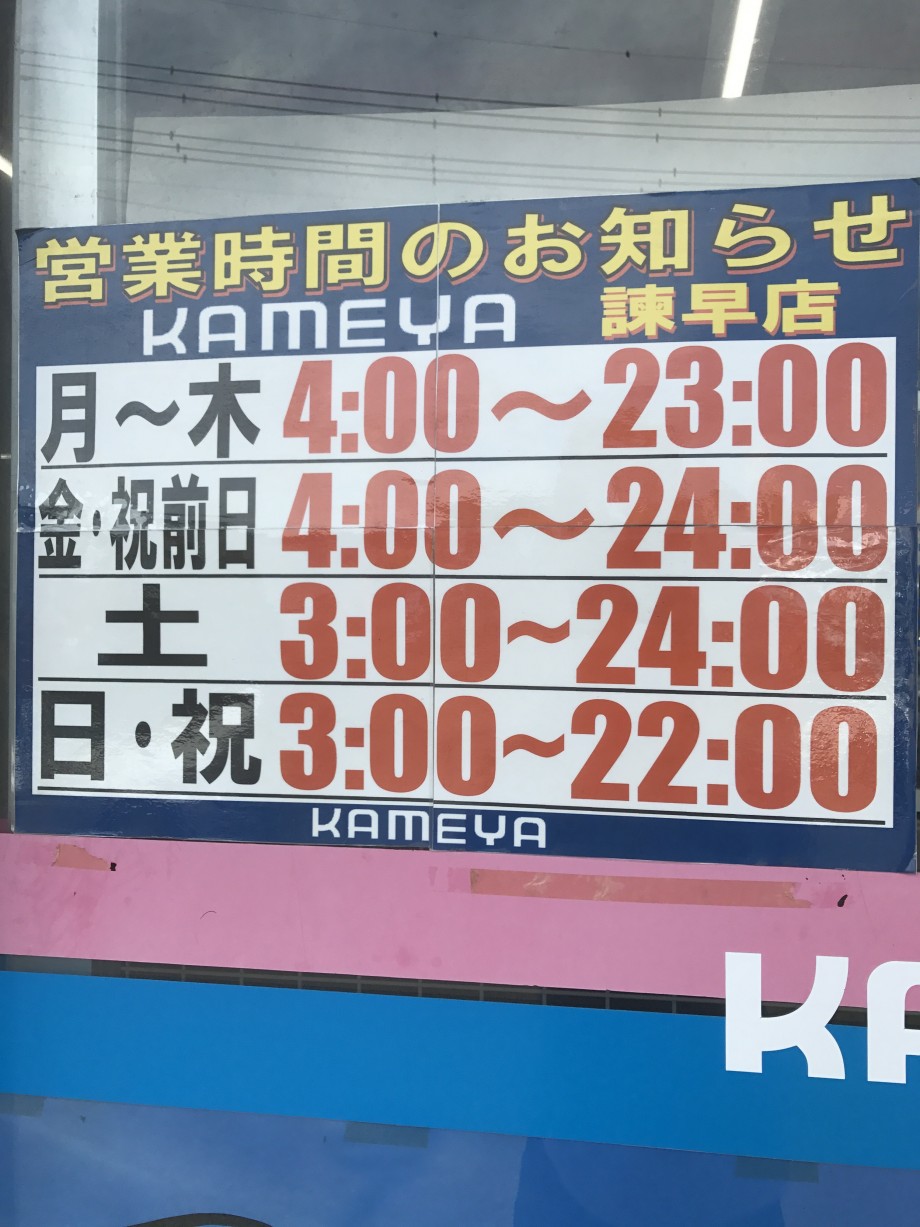 営業時間のお知らせ
KAMEYA 諫早店
月～木 4:00～23:00
金・祝前日 4:00～24:00
土 3:00～24:00
日・祝 3:00～22:00
KAMEYA
KA